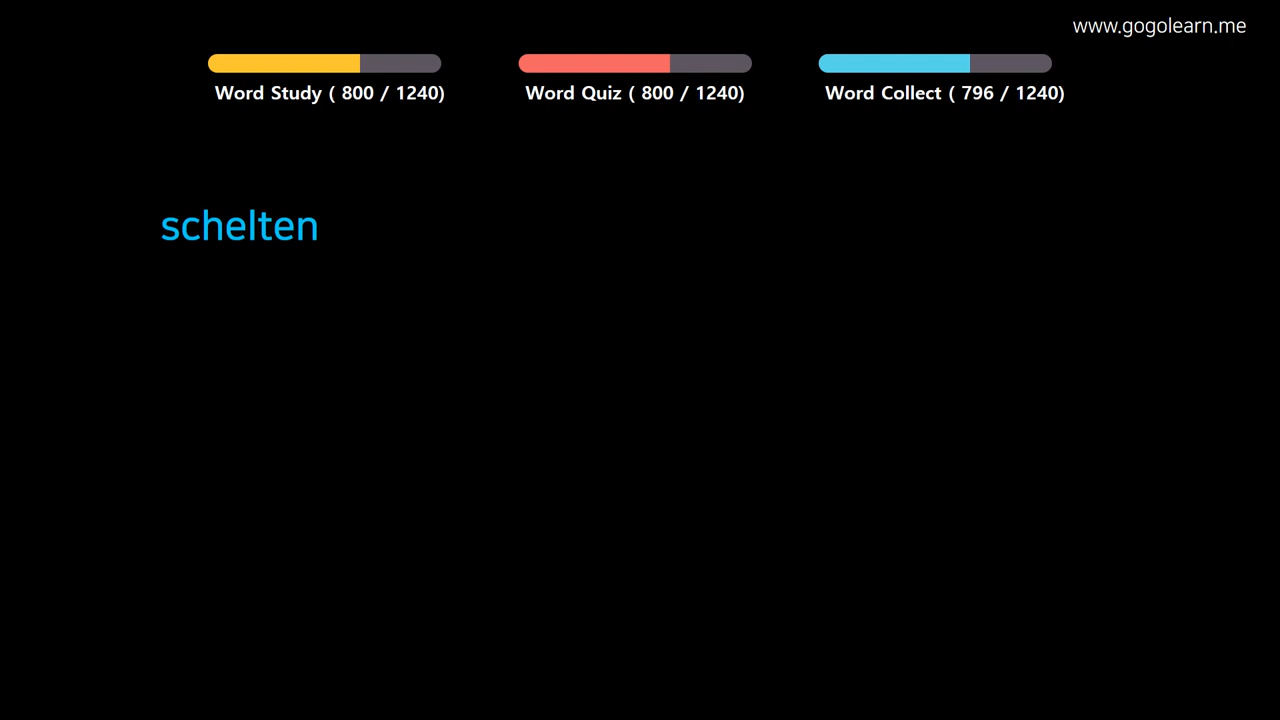 www.gogolearn.me
Word Study ( 800 / 1240)
Word Quiz ( 800 / 1240)
Word Collect ( 796 / 1240)
schelten